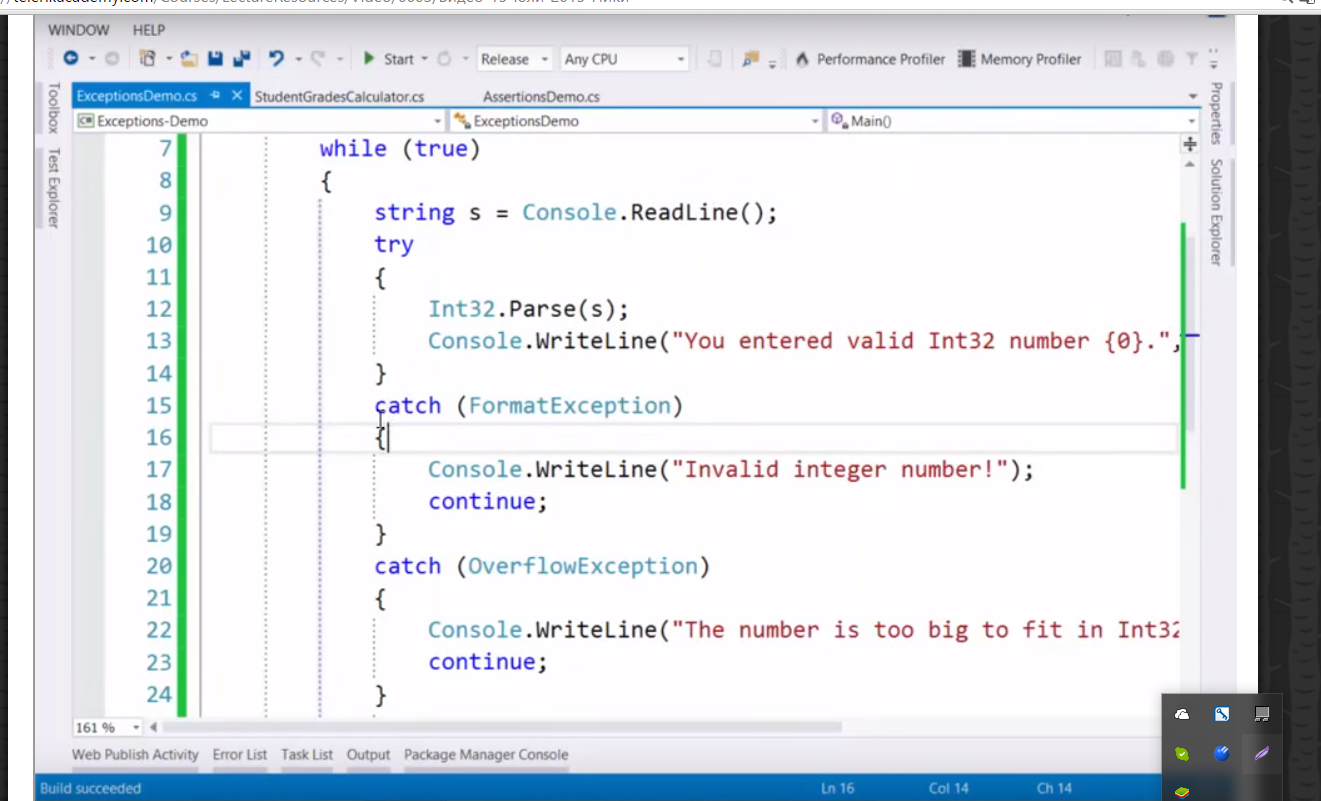 WINDOW HELP
Start Release Any CPU Performance Profiler Memory Profiler
Toolbox
Test Explorer
Properties
Solution Explorer
ExceptionsDemo.cs StudentGradesCalculator.cs AssertionsDemo.cs
Exceptions-Demo ExceptionsDemo Main()
7 while (true)
8 {
9 string s = Console.ReadLine();
10 try
11 {
12 Int32.Parse(s);
13 Console.WriteLine("You entered valid Int32 number {0}.",
14 }
15 catch (FormatException)
16 {
17 Console.WriteLine("Invalid integer number!");
18 continue;
19 }
20 catch (OverflowException)
21 {
22 Console.WriteLine("The number is too big to fit in Int32
23 continue;
24 }
161 %
Web Publish Activity Error List Task List Output Package Manager Console
Build succeeded Ln 16 Col 14 Ch 14